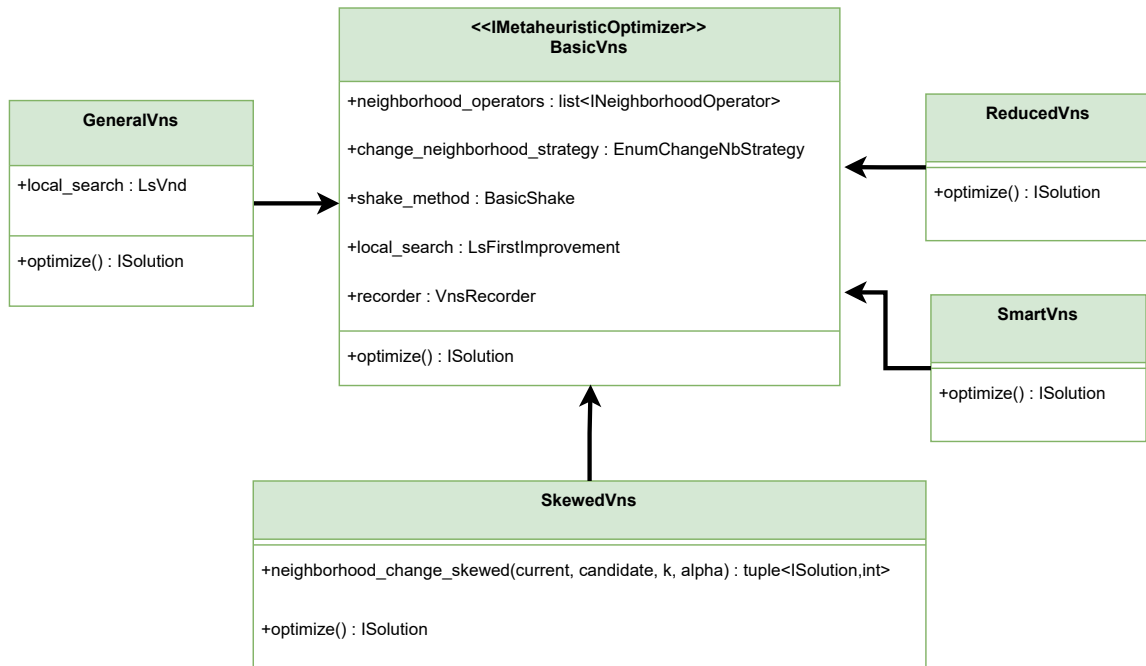 <<IMetaheuristicOptimizer>>
BasicVns
+neighborhood_operators : list<INeighborhoodOperator>
+change_neighborhood_strategy : EnumChangeNbStrategy
+shake_method : BasicShake
+local_search : LsFirstImprovement
+recorder : VnsRecorder
+optimize() : ISolution
GeneralVns
+local_search : LsVnd
+optimize() : ISolution
ReducedVns
+optimize() : ISolution
SmartVns
+optimize() : ISolution
SkewedVns
+neighborhood_change_skewed(current, candidate, k, alpha) : tuple<ISolution,int>
+optimize() : ISolution